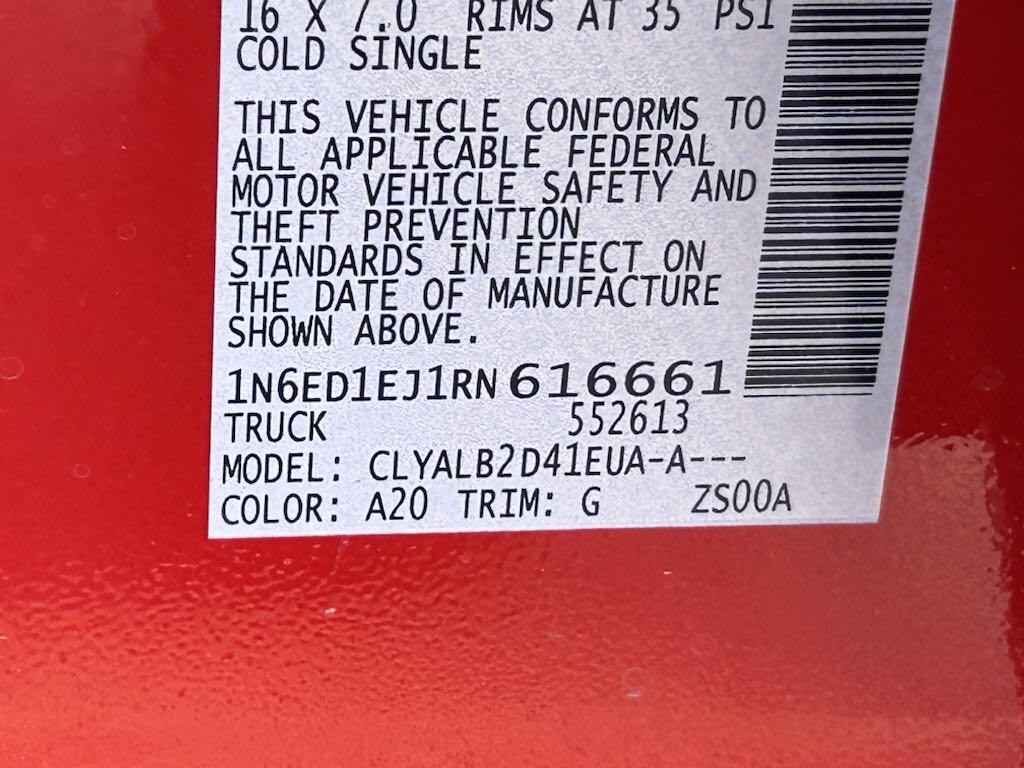 16 X 7.0 RIMS AT 35 PSI
COLD SINGLE
THIS VEHICLE CONFORMS TO
ALL APPLICABLE FEDERAL
MOTOR VEHICLE SAFETY AND
THEFT PREVENTION
STANDARDS IN EFFECT ON
THE DATE OF MANUFACTURE
SHOWN ABOVE.
1N6ED1EJ1RN616661
TRUCK 552613
MODEL: CLYALB2D41EUA-A---
COLOR: A20 TRIM: G ZS00A